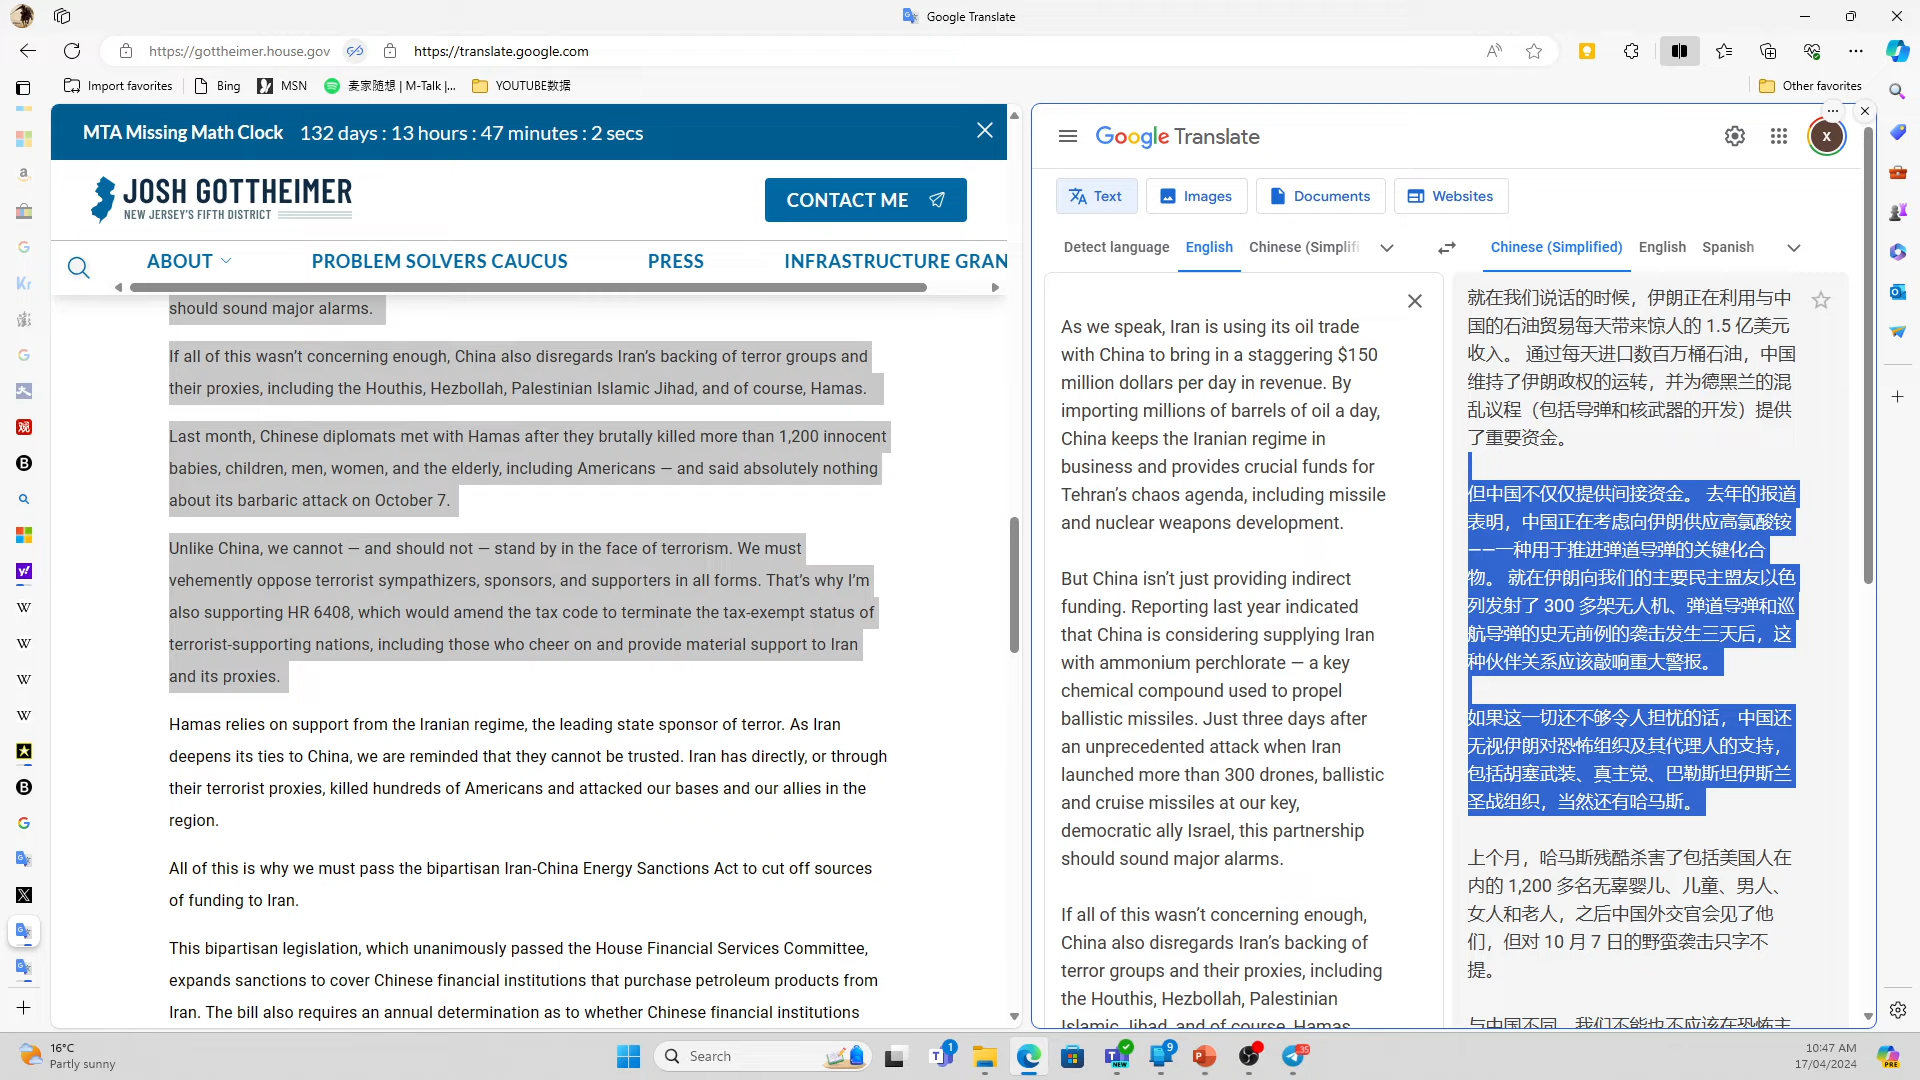 Google Translate
https://gottheimer.house.gov
https://translate.google.com
Import favorites
Bing
MSN
麦家随想 | M-Talk |...
YOUTUBE数据
Other favorites
MTA Missing Math Clock 132 days : 13 hours : 47 minutes : 2 secs
JOSH GOTTHEIMER
NEW JERSEY'S FIFTH DISTRICT
CONTACT ME
ABOUT
PROBLEM SOLVERS CAUCUS
PRESS
INFRASTRUCTURE GRAN
should sound major alarms.
If all of this wasn't concerning enough, China also disregards Iran's backing of terror groups and
their proxies, including the Houthis, Hezbollah, Palestinian Islamic Jihad, and of course, Hamas.
Last month, Chinese diplomats met with Hamas after they brutally killed more than 1,200 innocent
babies, children, men, women, and the elderly, including Americans — and said absolutely nothing
about its barbaric attack on October 7.
Unlike China, we cannot — and should not — stand by in the face of terrorism. We must
vehemently oppose terrorist sympathizers, sponsors, and supporters in all forms. That's why I'm
also supporting HR 6408, which would amend the tax code to terminate the tax-exempt status of
terrorist-supporting nations, including those who cheer on and provide material support to Iran
and its proxies.
Hamas relies on support from the Iranian regime, the leading state sponsor of terror. As Iran
deepens its ties to China, we are reminded that they cannot be trusted. Iran has directly, or through
their terrorist proxies, killed hundreds of Americans and attacked our bases and our allies in the
region.
All of this is why we must pass the bipartisan Iran-China Energy Sanctions Act to cut off sources
of funding to Iran.
This bipartisan legislation, which unanimously passed the House Financial Services Committee,
expands sanctions to cover Chinese financial institutions that purchase petroleum products from
Iran. The bill also requires an annual determination as to whether Chinese financial institutions
Google Translate
X
Text
Images
Documents
Websites
Detect language
English
Chinese (Simplifi
Chinese (Simplified)
English
Spanish
As we speak, Iran is using its oil trade
with China to bring in a staggering $150
million dollars per day in revenue. By
importing millions of barrels of oil a day,
China keeps the Iranian regime in
business and provides crucial funds for
Tehran's chaos agenda, including missile
and nuclear weapons development.
But China isn't just providing indirect
funding. Reporting last year indicated
that China is considering supplying Iran
with ammonium perchlorate — a key
chemical compound used to propel
ballistic missiles. Just three days after
an unprecedented attack when Iran
launched more than 300 drones, ballistic
and cruise missiles at our key,
democratic ally Israel, this partnership
should sound major alarms.
If all of this wasn't concerning enough,
China also disregards Iran's backing of
terror groups and their proxies, including
the Houthis, Hezbollah, Palestinian
Islamic Jihad, and of course, Hamas.
就在我们说话的时候，伊朗正在利用与中
国的石油贸易每天带来惊人的 1.5 亿美元
收入。 通过每天进口数百万桶石油，中国
维持了伊朗政权的运转，并为德黑兰的混
乱议程（包括导弹和核武器的开发）提供
了重要资金。
但中国不仅仅提供间接资金。 去年的报道
表明，中国正在考虑向伊朗供应高氯酸铵
——一种用于推进弹道导弹的关键化合
物。 就在伊朗向我们的主要民主盟友以色
列发射了 300 多架无人机、弹道导弹和巡
航导弹的史无前例的袭击发生三天后，这
种伙伴关系应该敲响重大警报。
如果这一切还不够令人担忧的话，中国还
无视伊朗对恐怖组织及其代理人的支持，
包括胡塞武装、真主党、巴勒斯坦伊斯兰
圣战组织，当然还有哈马斯。
上个月，哈马斯残酷杀害了包括美国人在
内的 1,200 多名无辜婴儿、儿童、男人、
女人和老人，之后中国外交官会见了他
们，但对 10 月 7 日的野蛮袭击只字不
提。
与中国不同，我们不能也不应该在恐怖主
16°C
Partly sunny
Search
10:47 AM
17/04/2024